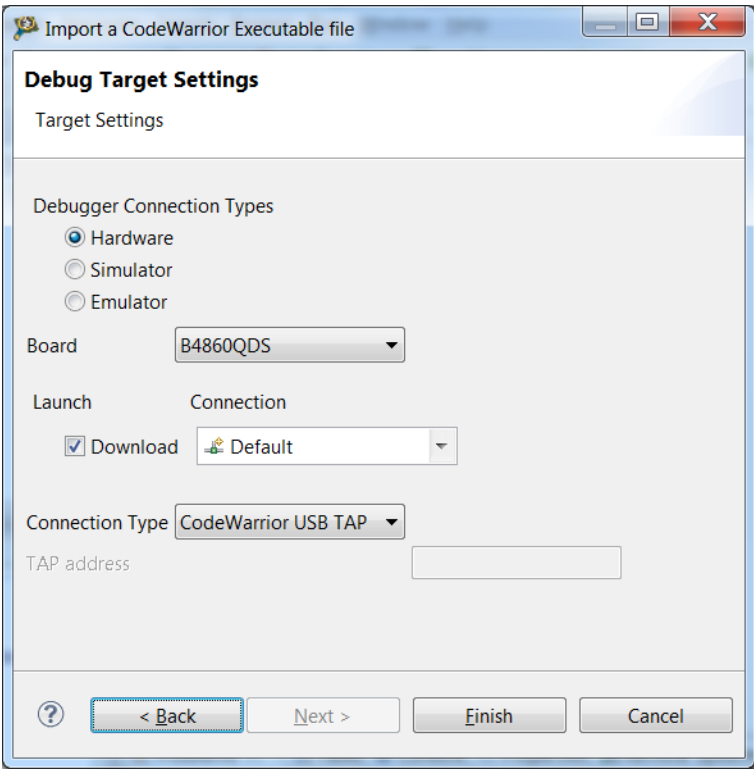 Import a CodeWarrior Executable file
Debug Target Settings
Target Settings
Debugger Connection Types
Hardware
Simulator
Emulator
Board B4860QDS
Launch Connection
Download Default
Connection Type CodeWarrior USB TAP
TAP address
? < Back Next > Finish Cancel